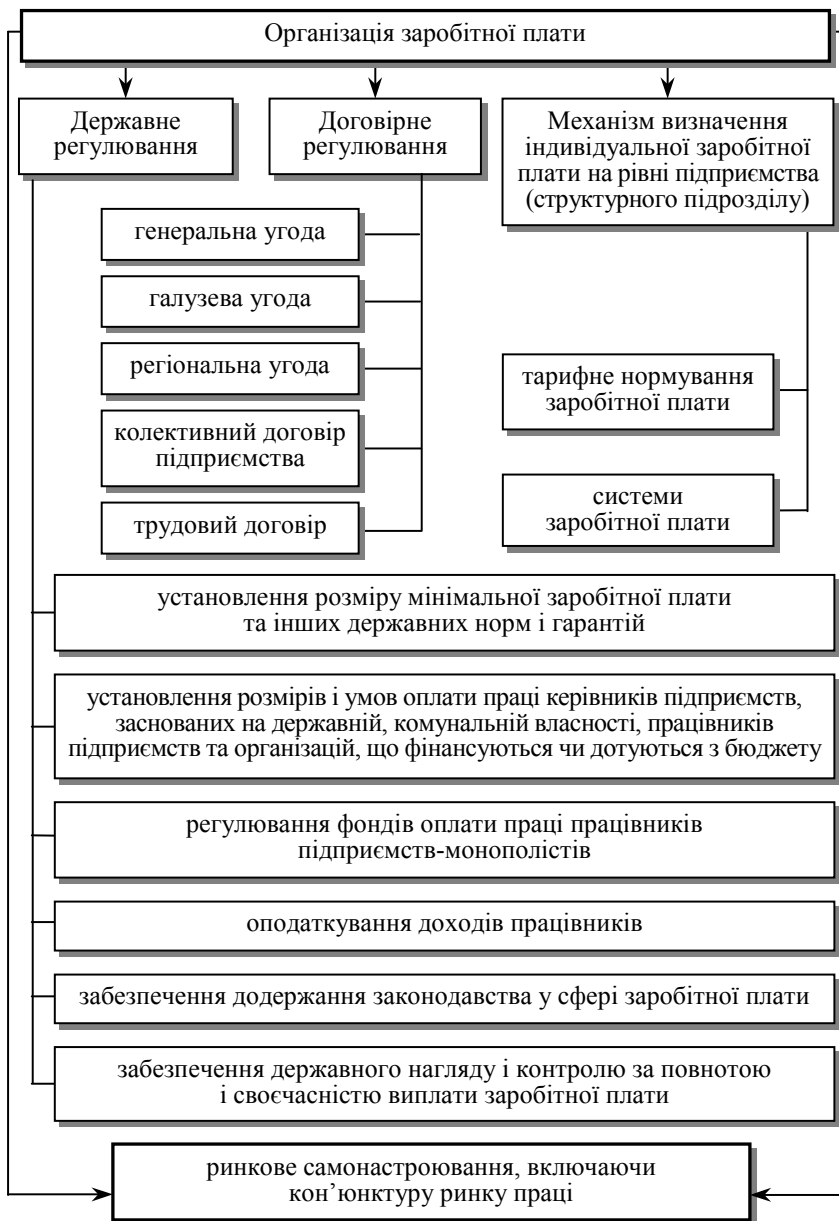 Організація заробітної плати
Державне
регулювання
Договірне
регулювання
Механізм визначення
індивідуальної заробітної
плати на рівні підприємства
(структурного підрозділу)
генеральна угода
галузева угода
регіональна угода
колективний договір
підприємства
трудовий договір
тарифне нормування
заробітної плати
системи
заробітної плати
установлення розміру мінімальної заробітної плати
та інших державних норм і гарантій
установлення розмірів і умов оплати праці керівників підприємств,
заснованих на державній, комунальній власності, працівників
підприємств та організацій, що фінансуються чи дотуються з бюджету
регулювання фондів оплати праці працівників
підприємств-монополістів
оподаткування доходів працівників
забезпечення додержання законодавства у сфері заробітної плати
забезпечення державного нагляду і контролю за повнотою
і своєчасністю виплати заробітної плати
ринкове самонастроювання, включаючи
кон’юнктуру ринку праці